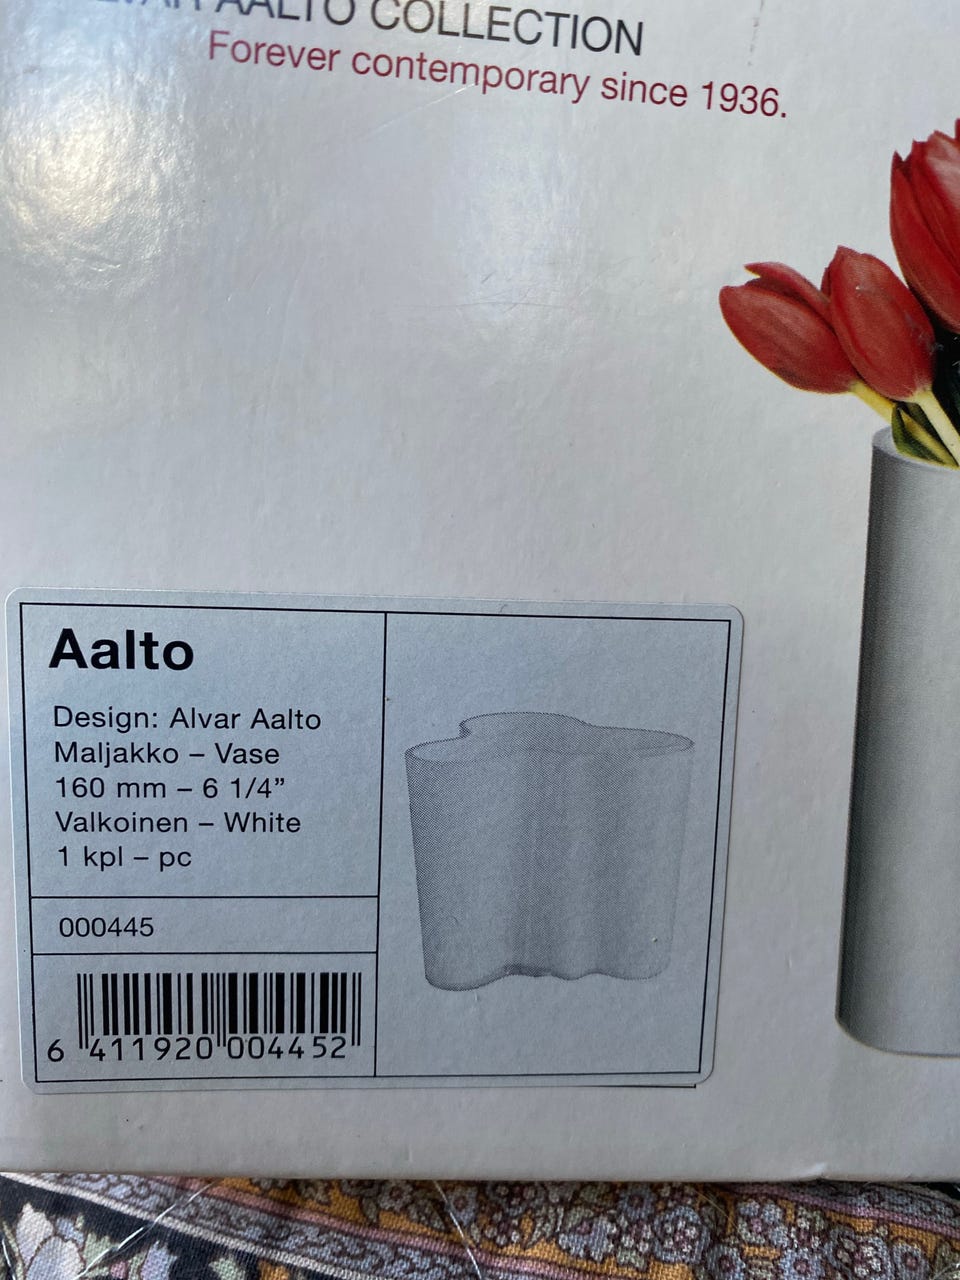 AALTO COLLECTION
Forever contemporary since 1936.
Aalto
Design: Alvar Aalto
Maljakko – Vase
160 mm – 6 1/4”
Valkoinen – White
1 kpl – pc
000445
6 411920 004452